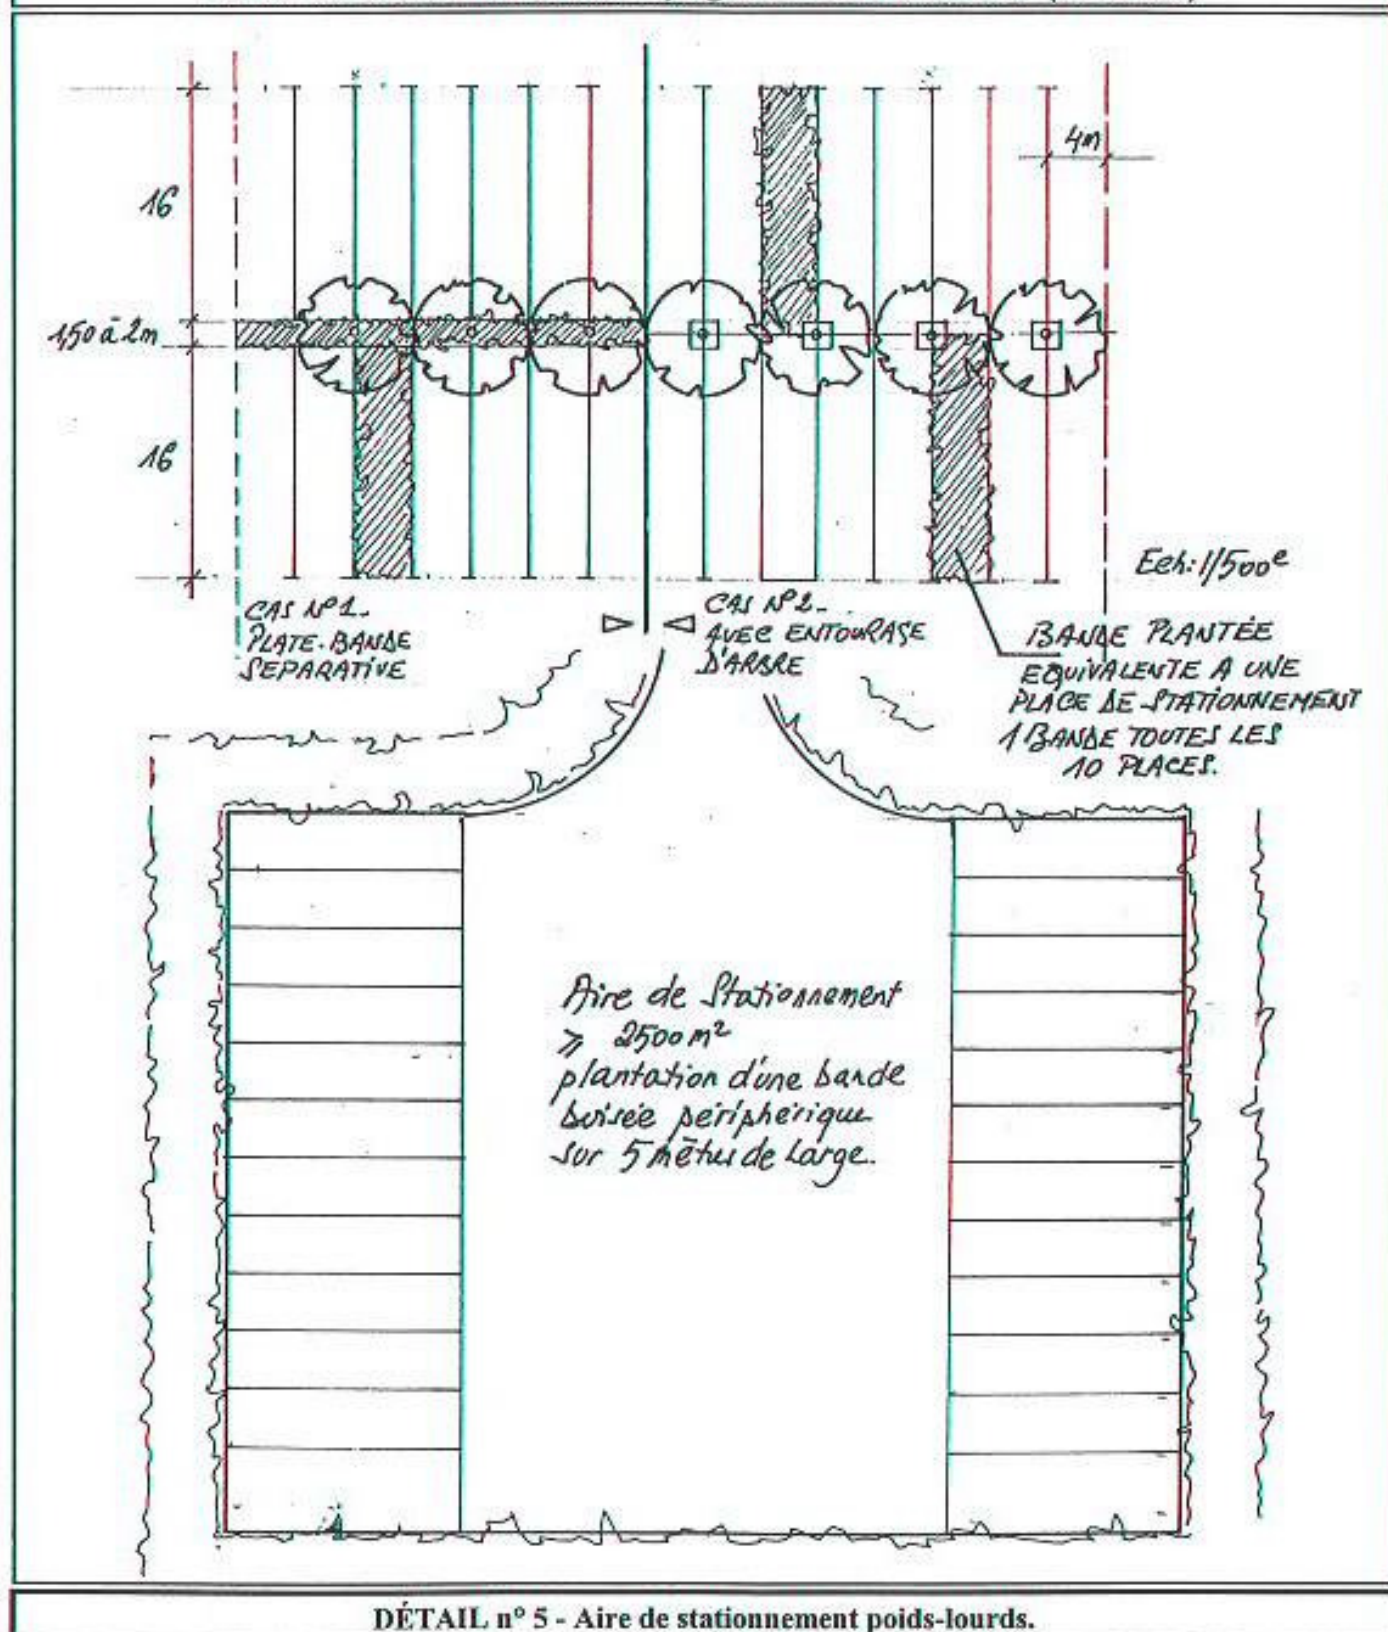 4m
16
1,50 à 2m
16
Ech: 1/500e
CAS N° 1_
PLATE-BANDE
SEPARATIVE
CAS N° 2_
AVEC ENTOURAGE
D'ARBRE
BANDE PLANTÉE
EQUIVALENTE A UNE
PLACE DE STATIONNEMENT
1 BANDE TOUTES LES
10 PLACES.
Aire de Stationnement
⩾ 2500 m²
plantation d'une bande
boisée périphérique
sur 5 mètres de large.
DÉTAIL n° 5 - Aire de stationnement poids-lourds.